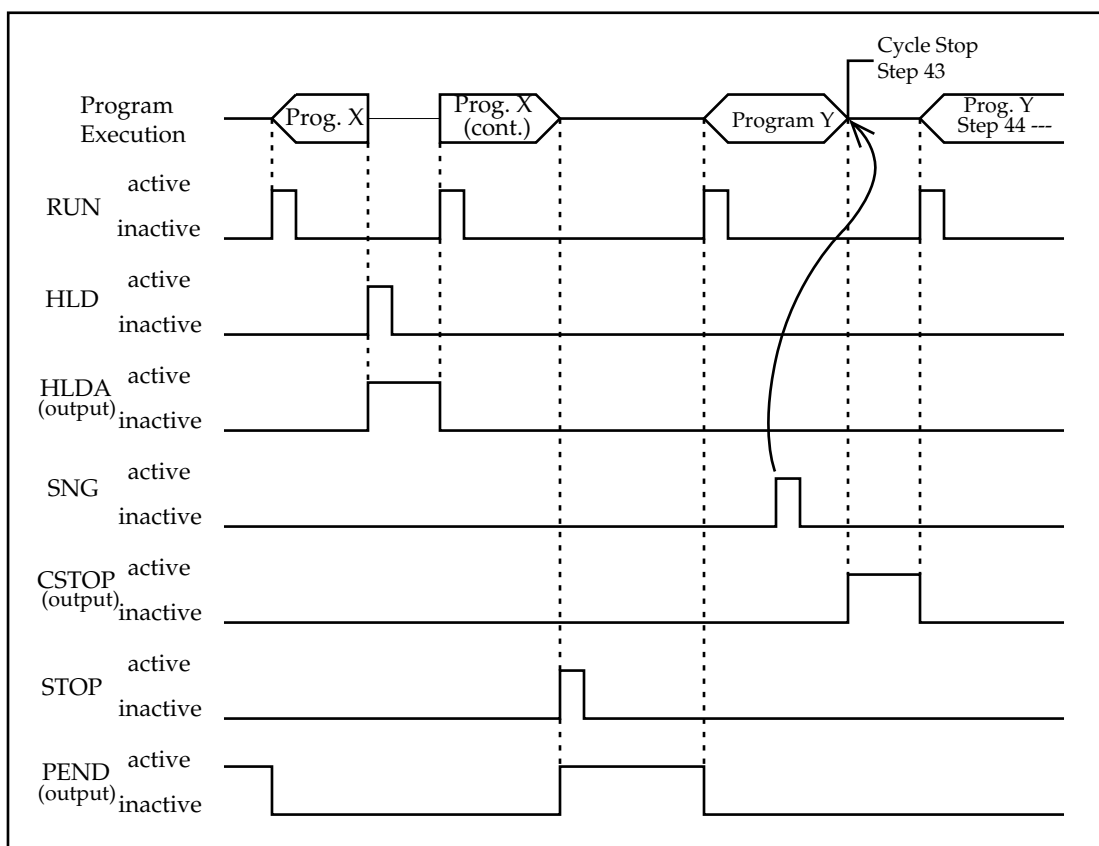 Cycle Stop
Step 43
Program
Execution
Prog. X
Prog. X
(cont.)
Program Y
Prog. Y
Step 44 ---
RUN
active
inactive
HLD
active
inactive
HLDA
(output)
active
inactive
SNG
active
inactive
CSTOP
(output)
active
inactive
STOP
active
inactive
PEND
(output)
active
inactive